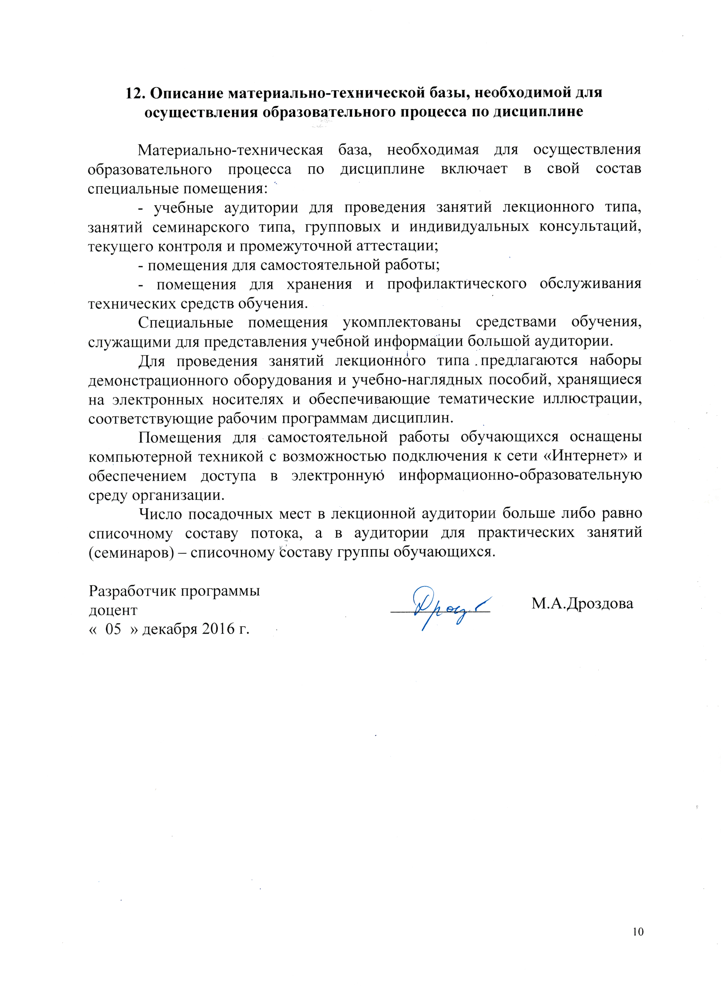 12. Описание материально-технической базы, необходимой для
осуществления образовательного процесса по дисциплине
Материально-техническая база, необходимая для осуществления
образовательного процесса по дисциплине включает в свой состав
специальные помещения:
- учебные аудитории для проведения занятий лекционного типа,
занятий семинарского типа, групповых и индивидуальных консультаций,
текущего контроля и промежуточной аттестации;
- помещения для самостоятельной работы;
- помещения для хранения и профилактического обслуживания
технических средств обучения.
Специальные помещения укомплектованы средствами обучения,
служащими для представления учебной информации большой аудитории.
Для проведения занятий лекционного типа предлагаются наборы
демонстрационного оборудования и учебно-наглядных пособий, хранящиеся
на электронных носителях и обеспечивающие тематические иллюстрации,
соответствующие рабочим программам дисциплин.
Помещения для самостоятельной работы обучающихся оснащены
компьютерной техникой с возможностью подключения к сети «Интернет» и
обеспечением доступа в электронную информационно-образовательную
среду организации.
Число посадочных мест в лекционной аудитории больше либо равно
списочному составу потока, а в аудитории для практических занятий
(семинаров) – списочному составу группы обучающихся.
Разработчик программы
доцент
М.А.Дроздова
« 05 » декабря 2016 г.
10